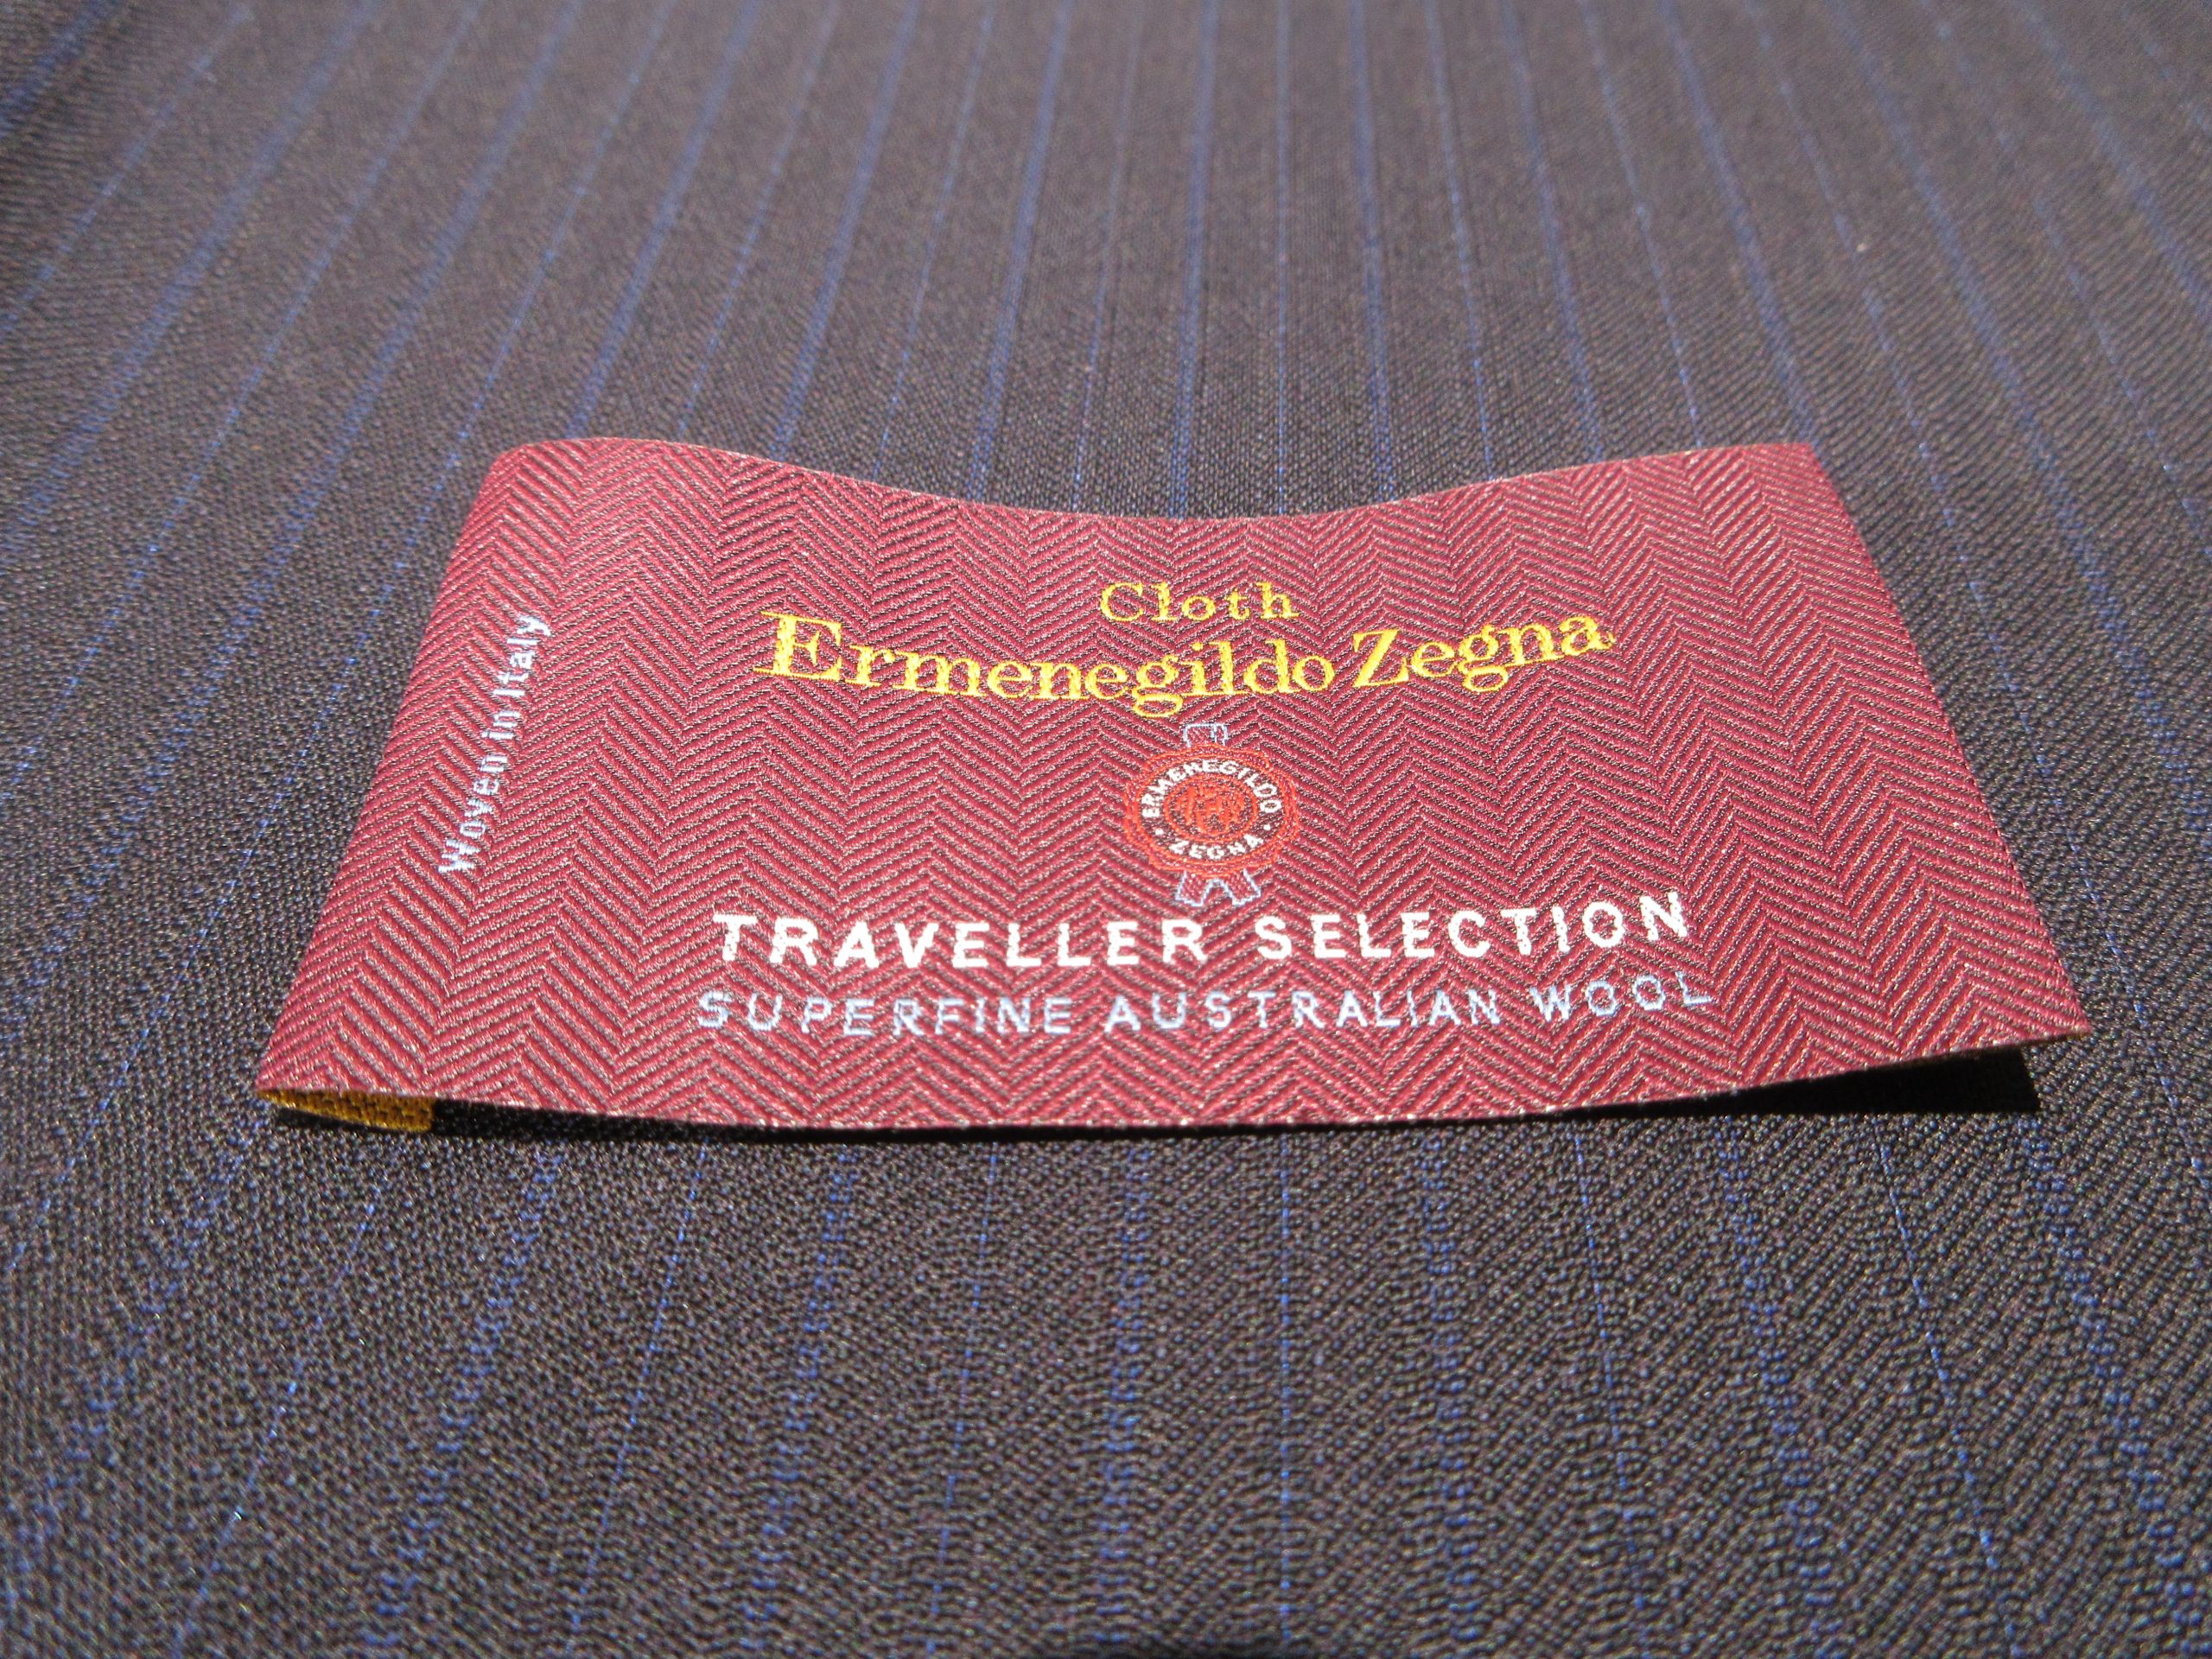 Cloth
Ermenegildo Zegna
ERMENEGILDO
ZEGNA
TRAVELLER SELECTION
SUPERFINE AUSTRALIAN WOOL
Woven in Italy